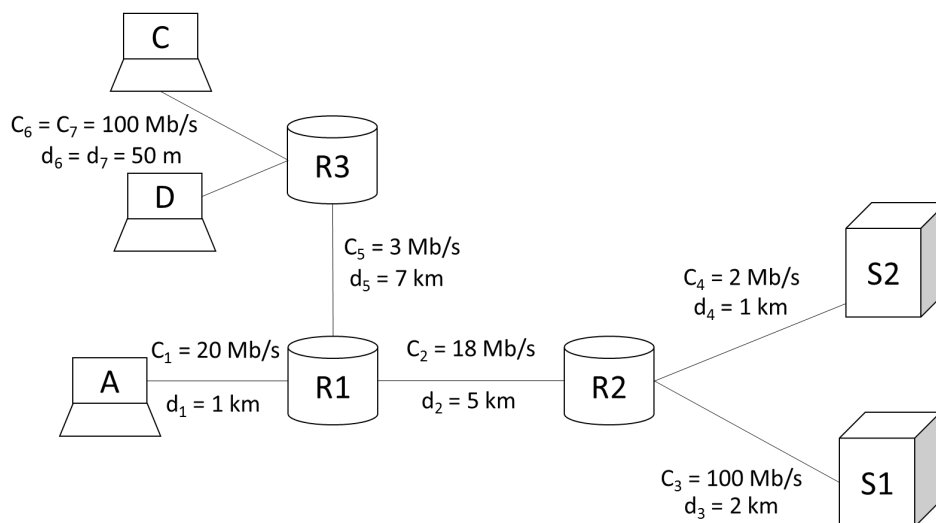 C
C₆ = C₇ = 100 Mb/s
d₆ = d₇ = 50 m
D
R3
C₅ = 3 Mb/s
d₅ = 7 km
C₄ = 2 Mb/s
d₄ = 1 km
S2
A
C₁ = 20 Mb/s
d₁ = 1 km
R1
C₂ = 18 Mb/s
d₂ = 5 km
R2
C₃ = 100 Mb/s
d₃ = 2 km
S1